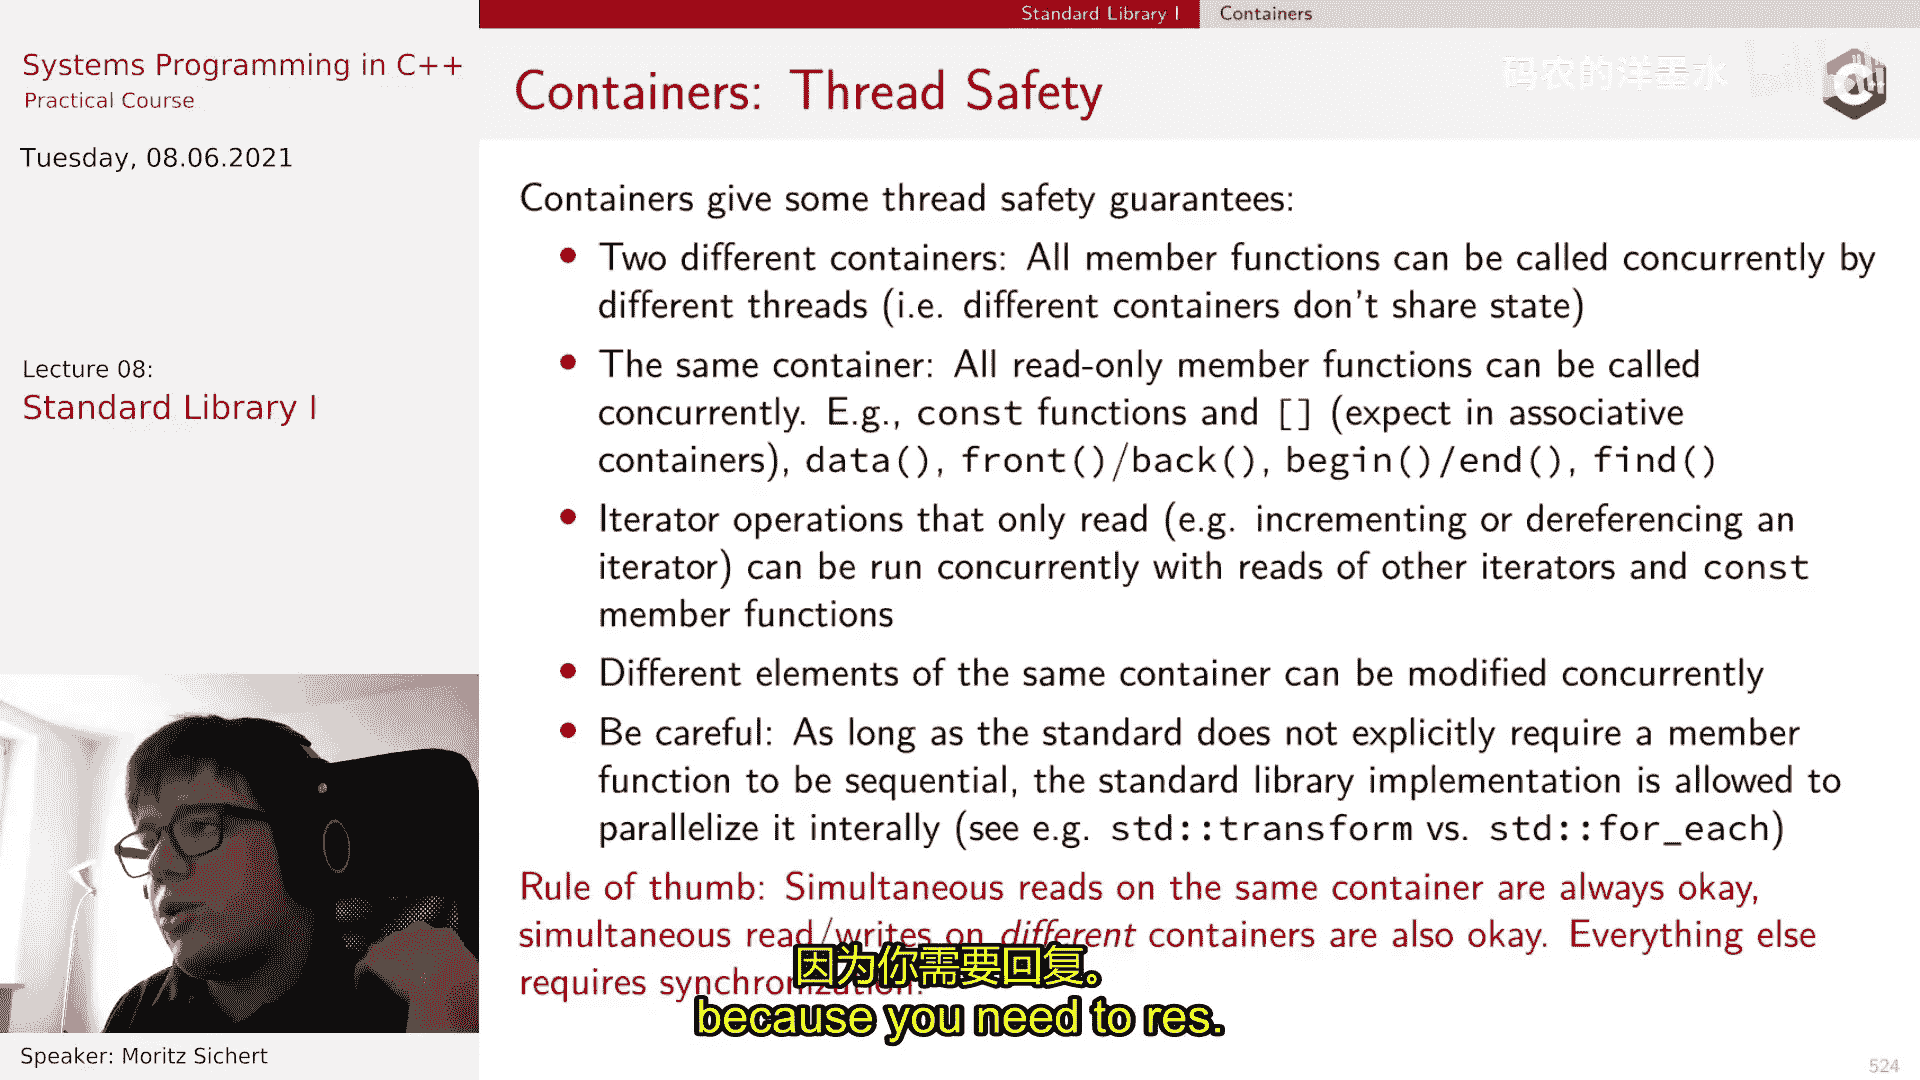 Standard Library I
Containers
Systems Programming in C++
Practical Course
Tuesday, 08.06.2021
Lecture 08:
Standard Library I
Containers: Thread Safety
码农的洋墨水
Containers give some thread safety guarantees:
• Two different containers: All member functions can be called concurrently by
different threads (i.e. different containers don't share state)
• The same container: All read-only member functions can be called
concurrently. E.g., const functions and [] (expect in associative
containers), data(), front()/back(), begin()/end(), find()
• Iterator operations that only read (e.g. incrementing or dereferencing an
iterator) can be run concurrently with reads of other iterators and const
member functions
• Different elements of the same container can be modified concurrently
• Be careful: As long as the standard does not explicitly require a member
function to be sequential, the standard library implementation is allowed to
parallelize it interally (see e.g. std::transform vs. std::for_each)
Rule of thumb: Simultaneous reads on the same container are always okay,
simultaneous read/writes on different containers are also okay. Everything else
requires synchronization.
因为你需要回复。
because you need to res.
Speaker: Moritz Sichert
524